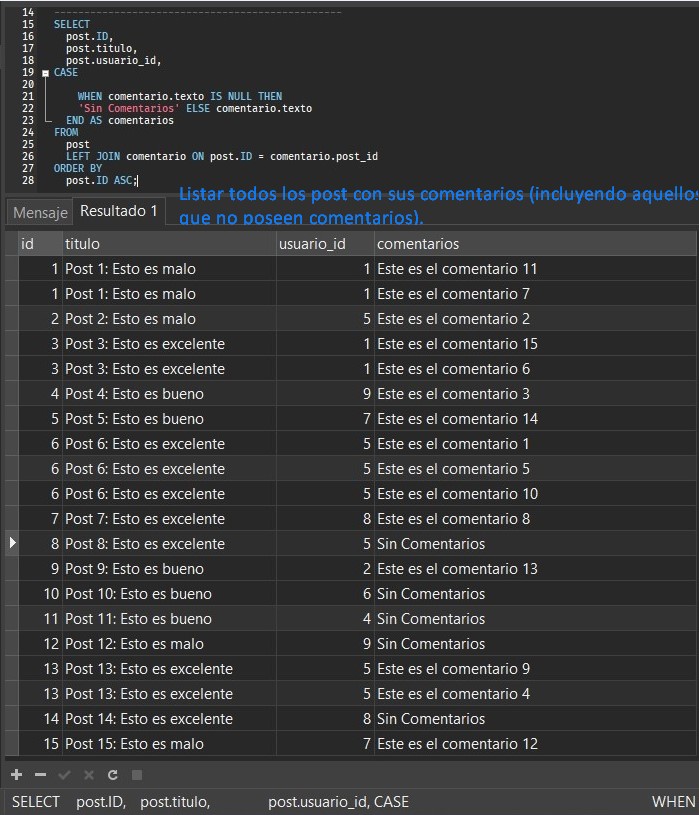 14 ---------------------------------------------
15 SELECT
16 post.ID,
17 post.titulo,
18 post.usuario_id,
19 CASE
20
21 WHEN comentario.texto IS NULL THEN
22 'Sin Comentarios' ELSE comentario.texto
23 END AS comentarios
24 FROM
25 post
26 LEFT JOIN comentario ON post.ID = comentario.post_id
27 ORDER BY
28 post.ID ASC;
Listar todos los post con sus comentarios (incluyendo aquellos
que no poseen comentarios).
Mensaje Resultado 1
id titulo usuario_id comentarios
1 Post 1: Esto es malo 1 Este es el comentario 11
1 Post 1: Esto es malo 1 Este es el comentario 7
2 Post 2: Esto es malo 5 Este es el comentario 2
3 Post 3: Esto es excelente 1 Este es el comentario 15
3 Post 3: Esto es excelente 1 Este es el comentario 6
4 Post 4: Esto es bueno 9 Este es el comentario 3
5 Post 5: Esto es bueno 7 Este es el comentario 14
6 Post 6: Esto es excelente 5 Este es el comentario 1
6 Post 6: Esto es excelente 5 Este es el comentario 5
6 Post 6: Esto es excelente 5 Este es el comentario 10
7 Post 7: Esto es excelente 8 Este es el comentario 8
8 Post 8: Esto es excelente 5 Sin Comentarios
9 Post 9: Esto es bueno 2 Este es el comentario 13
10 Post 10: Esto es bueno 6 Sin Comentarios
11 Post 11: Esto es bueno 4 Sin Comentarios
12 Post 12: Esto es malo 9 Sin Comentarios
13 Post 13: Esto es excelente 5 Este es el comentario 9
13 Post 13: Esto es excelente 5 Este es el comentario 4
14 Post 14: Esto es excelente 8 Sin Comentarios
15 Post 15: Esto es malo 7 Este es el comentario 12
SELECT post.ID, post.titulo, post.usuario_id, CASE WHEN